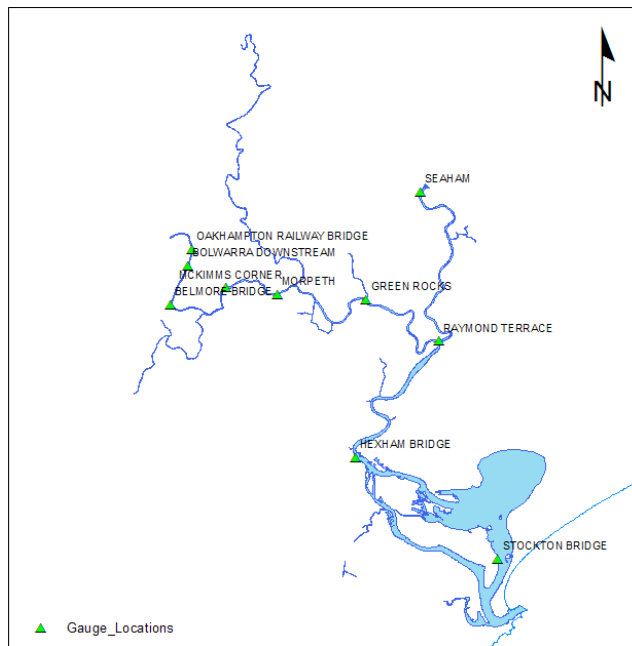 N
SEAHAM
OAKHAMPTON RAILWAY BRIDGE
BOLWARRA DOWNSTREAM
MCKIMMS CORNER
BELMORE BRIDGE
MORPETH
GREEN ROCKS
RAYMOND TERRACE
HEXHAM BRIDGE
STOCKTON BRIDGE
Gauge_Locations